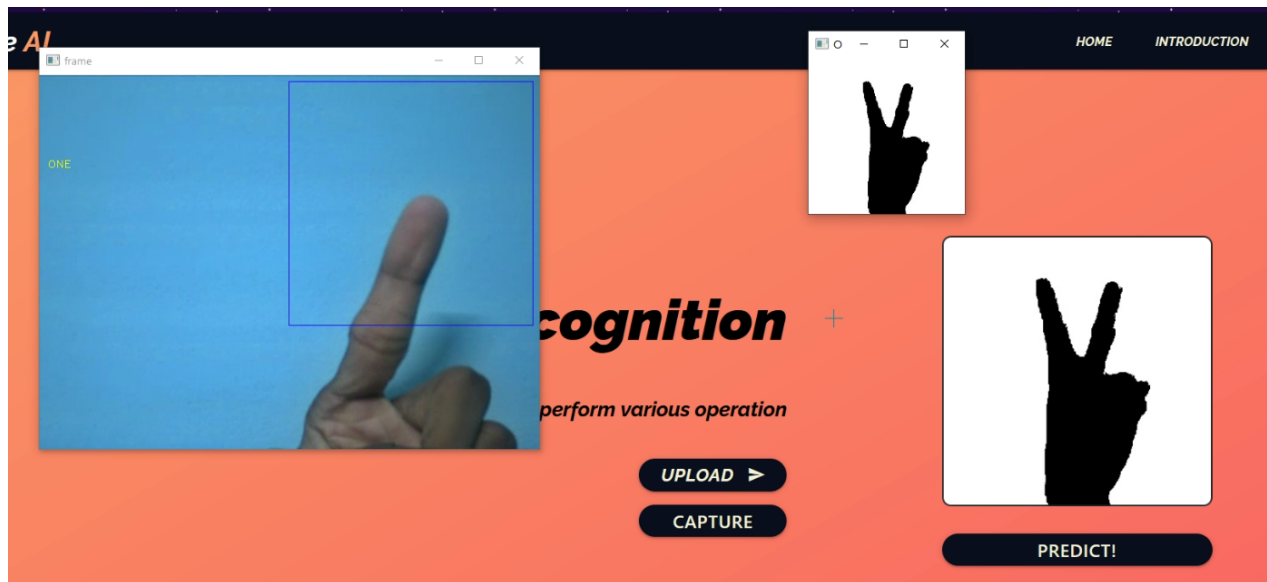 e AI
frame
O
HOME
INTRODUCTION
ONE
cognition
perform various operation
UPLOAD
CAPTURE
PREDICT!